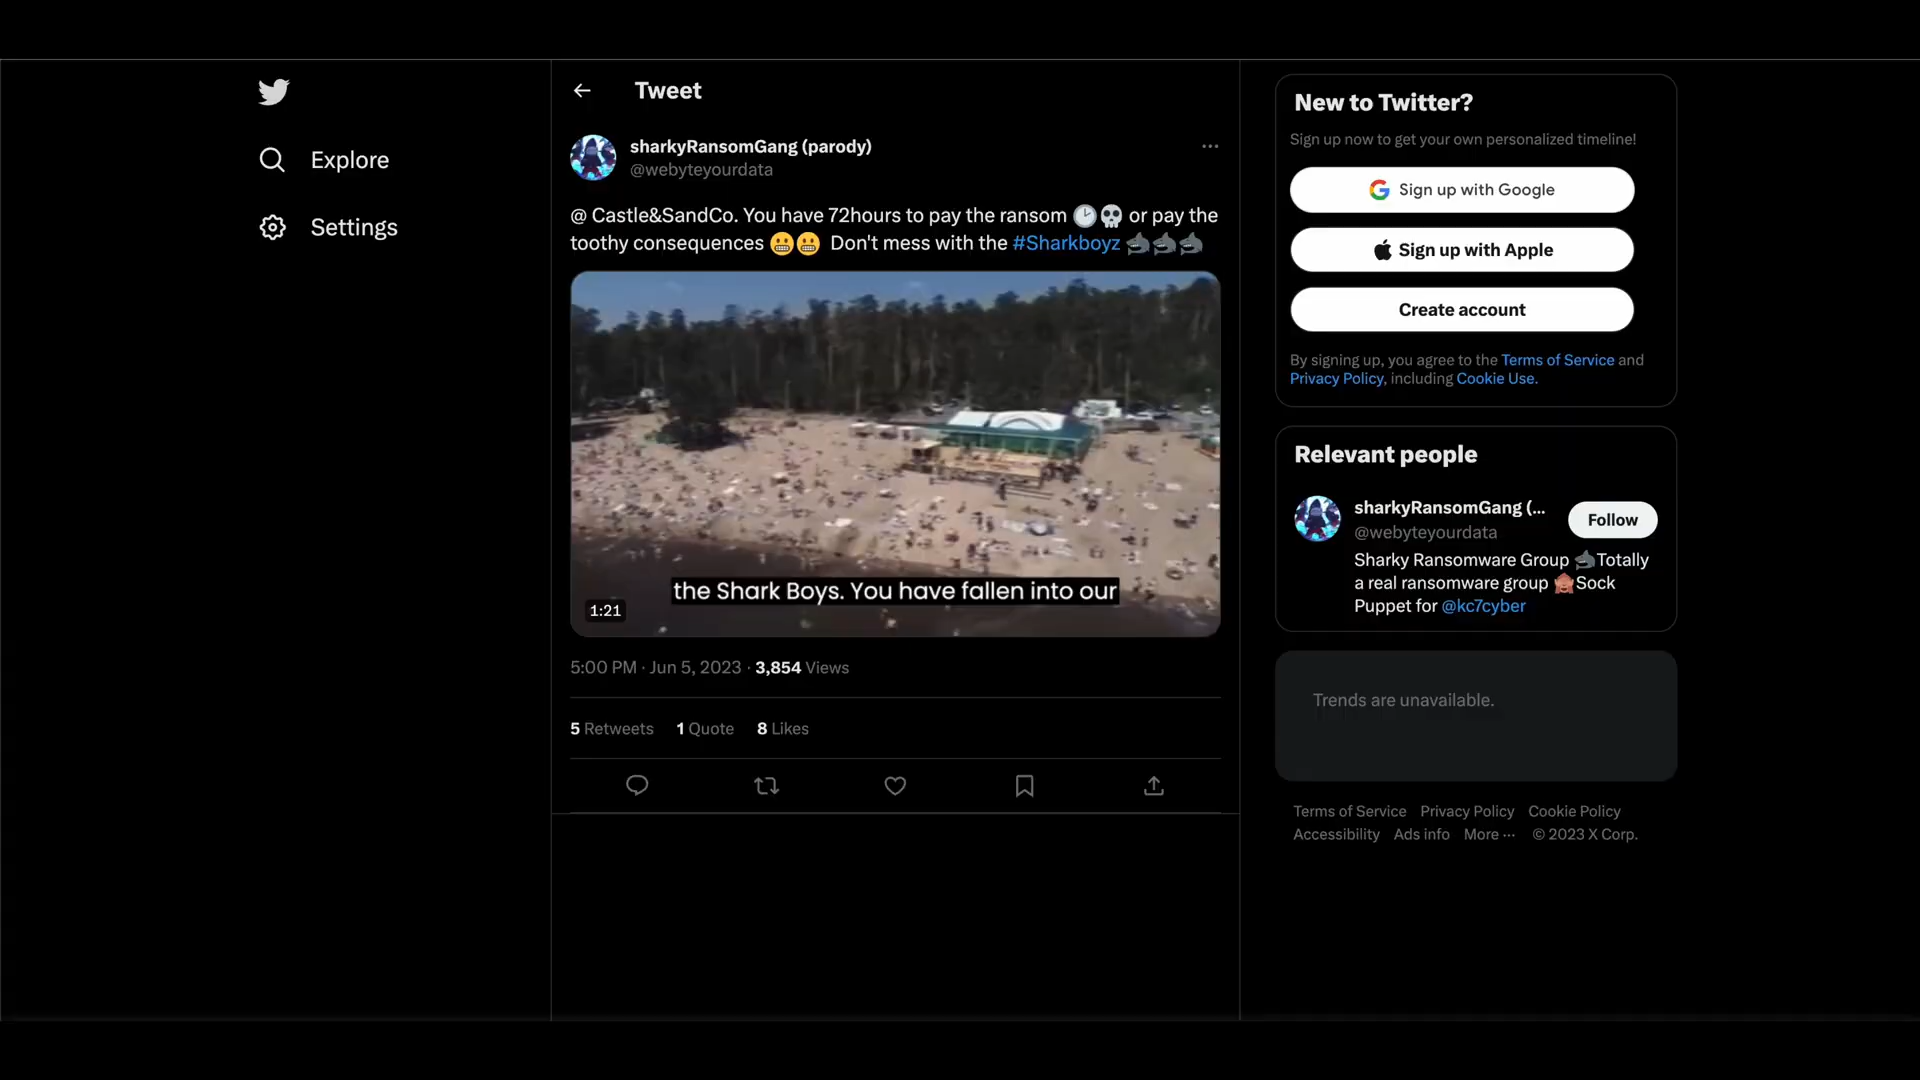 Explore
Settings
Tweet
sharkyRansomGang (parody)
@webyteyourdata
@ Castle&SandCo. You have 72hours to pay the ransom 🕑💀 or pay the
toothy consequences 😬😬 Don't mess with the #Sharkboyz 🦈🦈🦈
the Shark Boys. You have fallen into our
1:21
5:00 PM · Jun 5, 2023 · 3,854 Views
5 Retweets 1 Quote 8 Likes
New to Twitter?
Sign up now to get your own personalized timeline!
Sign up with Google
Sign up with Apple
Create account
By signing up, you agree to the Terms of Service and
Privacy Policy, including Cookie Use.
Relevant people
sharkyRansomGang (...
@webyteyourdata
Follow
Sharky Ransomware Group 🦈Totally
a real ransomware group 🙈Sock
Puppet for @kc7cyber
Trends are unavailable.
Terms of Service Privacy Policy Cookie Policy
Accessibility Ads info More ··· © 2023 X Corp.